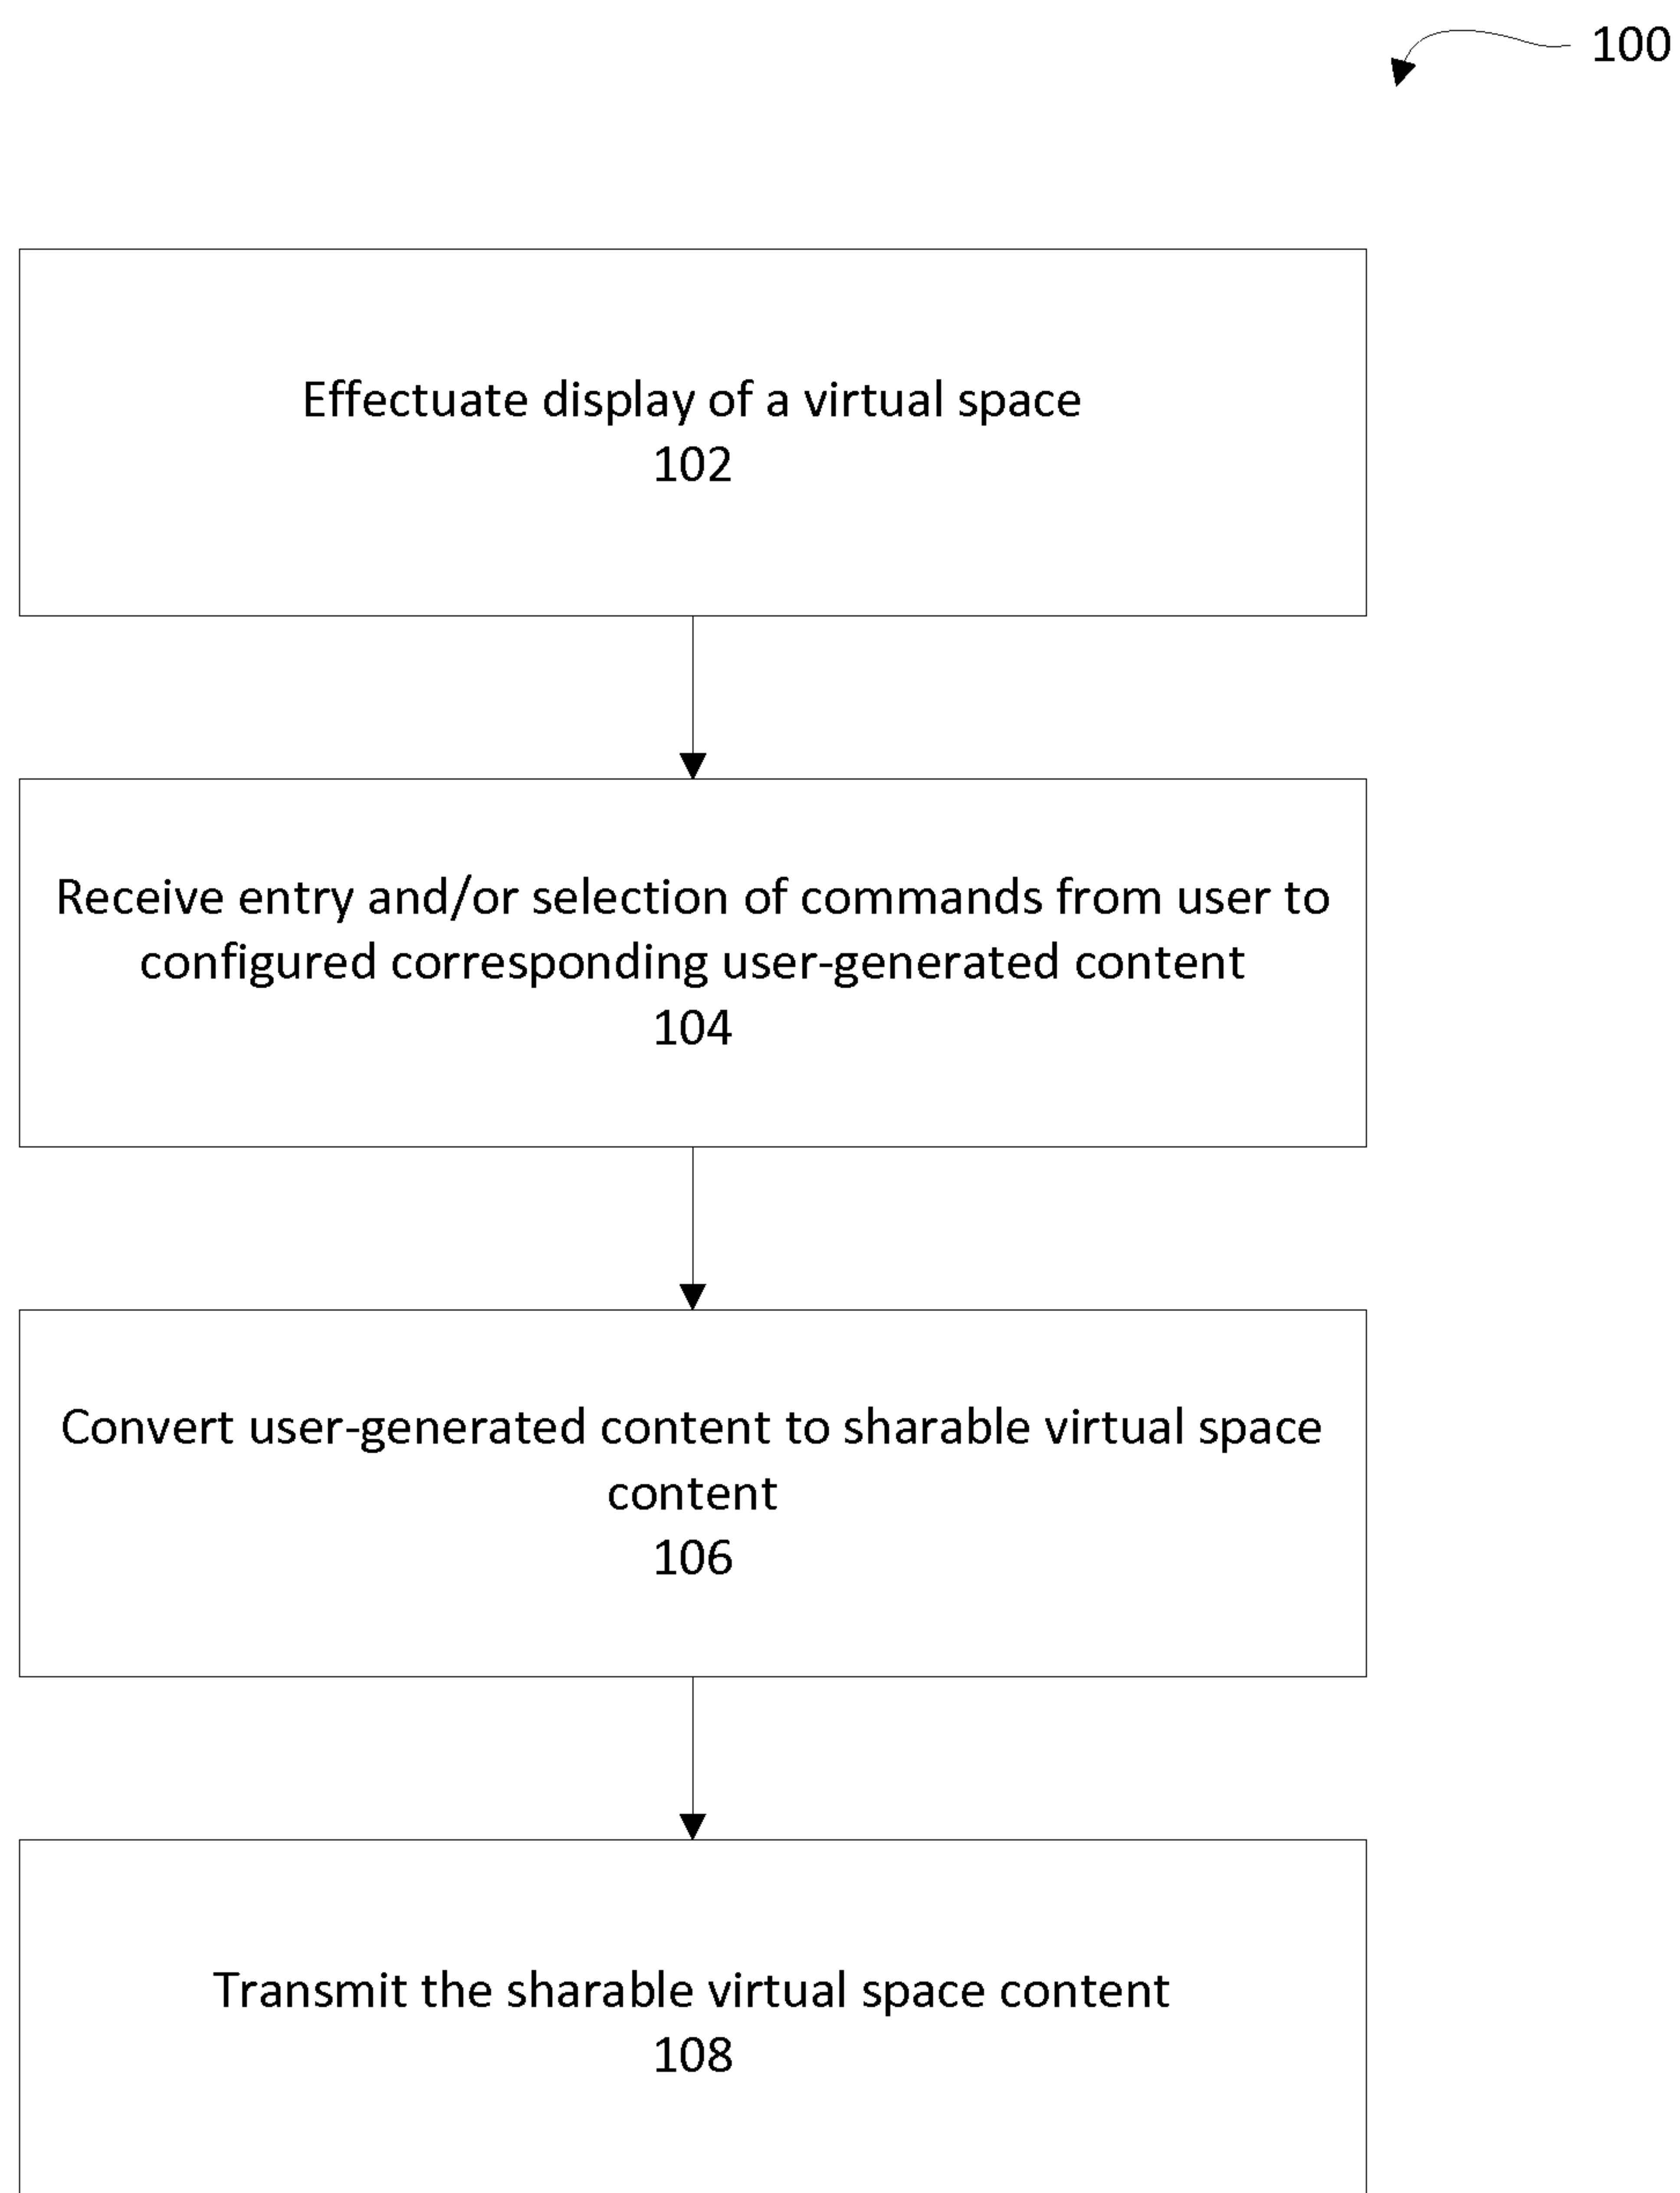 100
Effectuate display of a virtual space
102
Receive entry and/or selection of commands from user to
configured corresponding user-generated content
104
Convert user-generated content to sharable virtual space
content
106
Transmit the sharable virtual space content
108